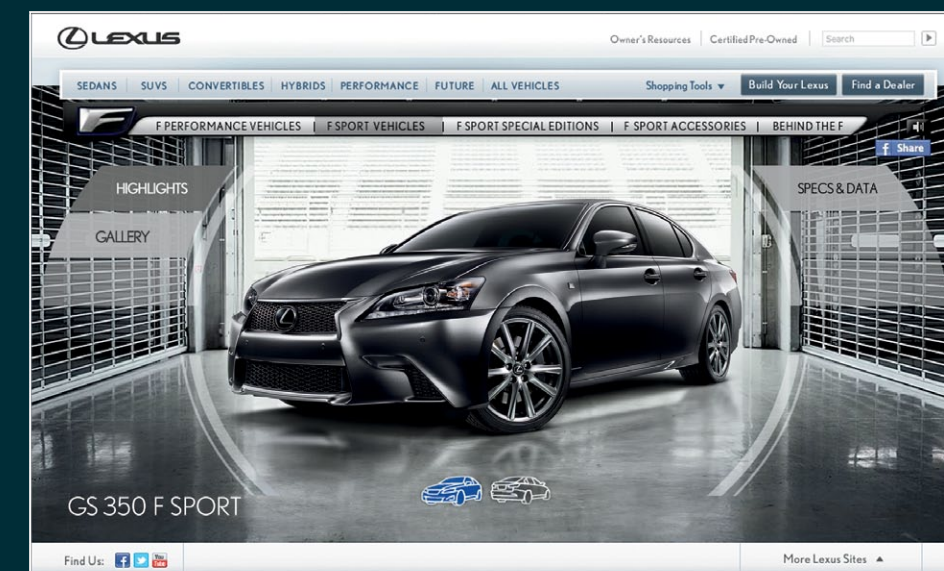 LEXUS
Owner's Resources Certified Pre-Owned Search
SEDANS SUVS CONVERTIBLES HYBRIDS PERFORMANCE FUTURE ALL VEHICLES Shopping Tools Build Your Lexus Find a Dealer
F PERFORMANCE VEHICLES | F SPORT VEHICLES | F SPORT SPECIAL EDITIONS | F SPORT ACCESSORIES | BEHIND THE F
f Share
HIGHLIGHTS SPECS & DATA
GALLERY
GS 350 F SPORT
Find Us: f You Tube More Lexus Sites